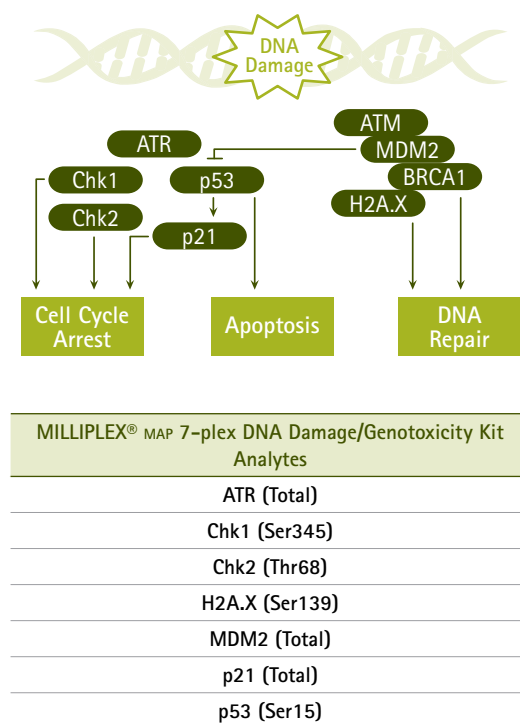 DNA
Damage
ATM
ATR
MDM2
Chk1
p53
BRCA1
Chk2
H2A.X
p21
Cell Cycle
Arrest
Apoptosis
DNA
Repair
MILLIPLEX® MAP 7-plex DNA Damage/Genotoxicity Kit
Analytes
ATR (Total)
Chk1 (Ser345)
Chk2 (Thr68)
H2A.X (Ser139)
MDM2 (Total)
p21 (Total)
p53 (Ser15)